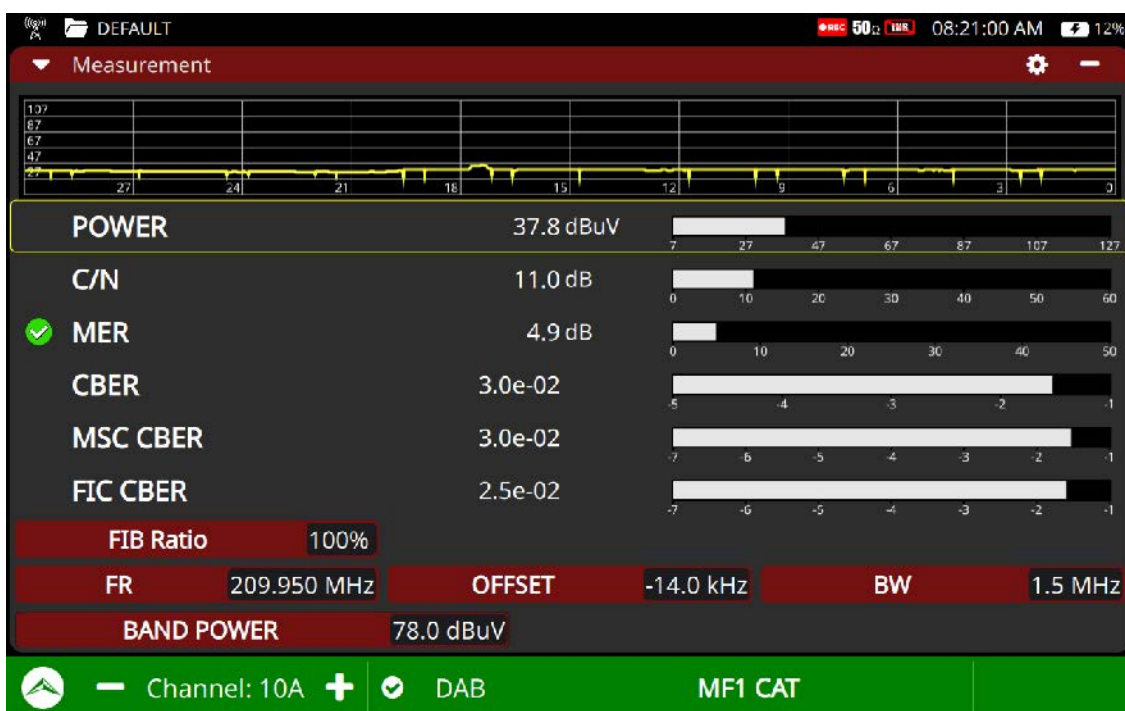 DEFAULT REC 50Ω 08:21:00 AM 12%
Measurement
107
87
67
47
27
27 24 21 18 15 12 9 6 3 0
POWER 37.8 dBuV
7 27 47 67 87 107 127
C/N 11.0 dB
0 10 20 30 40 50 60
MER 4.9 dB
0 10 20 30 40 50
CBER 3.0e-02
-5 -4 -3 -2 -1
MSC CBER 3.0e-02
-7 -6 -5 -4 -3 -2 -1
FIC CBER 2.5e-02
-7 -6 -5 -4 -3 -2 -1
FIB Ratio 100%
FR 209.950 MHz OFFSET -14.0 kHz BW 1.5 MHz
BAND POWER 78.0 dBuV
Channel: 10A DAB MF1 CAT